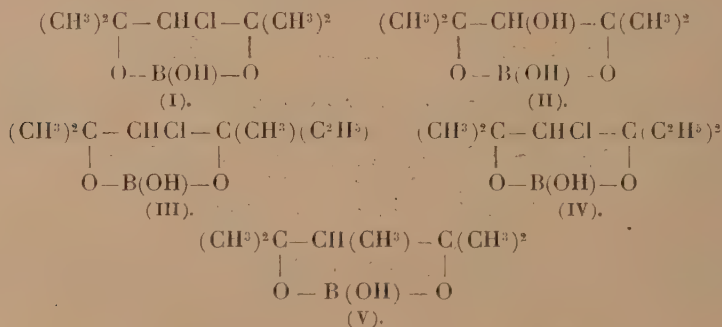 (CH³)²C — CHCl — C(CH³)² (CH³)²C — CH(OH) — C(CH³)²
O — B(OH) — O O — B(OH) — O
(I). (II).
(CH³)²C — CHCl — C(CH³)(C²H⁵) (CH³)²C — CHCl — C(C²H⁵)²
O — B(OH) — O O — B(OH) — O
(III). (IV).
(CH³)²C — CH(CH³) — C(CH³)²
O — B(OH) — O
(V).